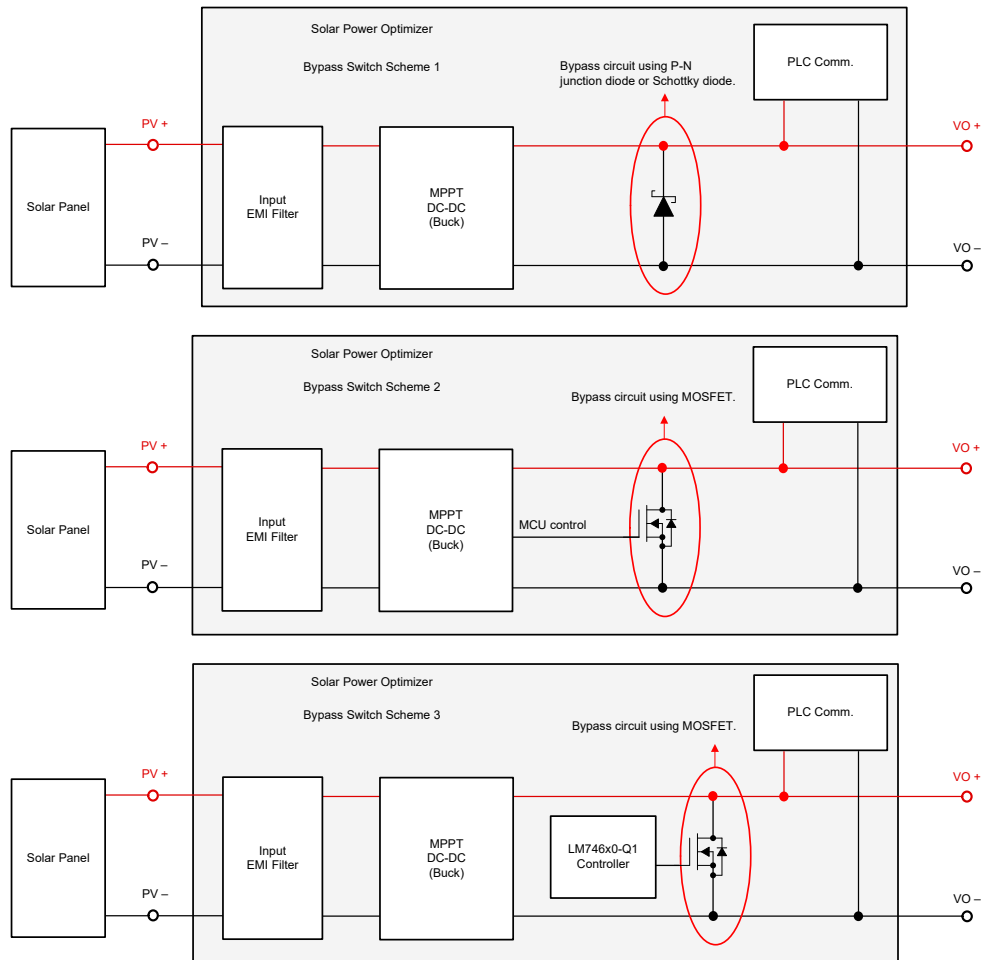 Solar Power Optimizer
Bypass Switch Scheme 1
Bypass circuit using P-N
junction diode or Schottky diode.
PLC Comm.
PV +
VO +
Solar Panel
Input
EMI Filter
MPPT
DC-DC
(Buck)
PV –
VO –
Solar Power Optimizer
Bypass Switch Scheme 2
Bypass circuit using MOSFET.
PLC Comm.
PV +
VO +
Solar Panel
Input
EMI Filter
MPPT
DC-DC
(Buck)
MCU control
PV –
VO –
Solar Power Optimizer
Bypass Switch Scheme 3
Bypass circuit using MOSFET.
PLC Comm.
PV +
VO +
Solar Panel
Input
EMI Filter
MPPT
DC-DC
(Buck)
LM746x0-Q1
Controller
PV –
VO –